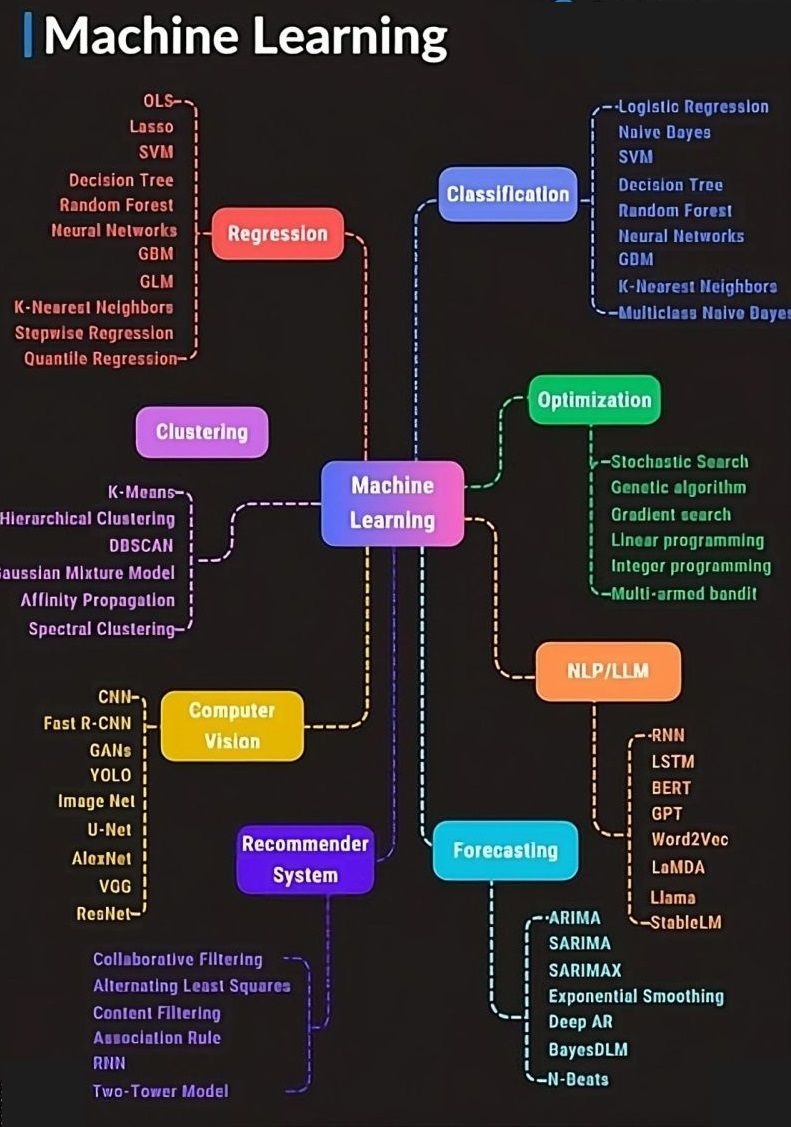 Machine Learning
OLS
Lasso
SVM
Decision Tree
Random Forest
Neural Networks
GBM
GLM
K-Nearest Neighbors
Stepwise Regression
Quantile Regression
Regression
Classification
Logistic Regression
Naive Bayes
SVM
Decision Tree
Random Forest
Neural Networks
GBM
K-Nearest Neighbors
Multiclass Naive Bayes
Clustering
K-Means
Hierarchical Clustering
DBSCAN
Gaussian Mixture Model
Affinity Propagation
Spectral Clustering
Machine
Learning
Optimization
Stochastic Search
Genetic algorithm
Gradient search
Linear programming
Integer programming
Multi-armed bandit
NLP/LLM
RNN
LSTM
BERT
GPT
Word2Vec
LaMDA
Llama
StableLM
CNN
Fast R-CNN
GANs
YOLO
Image Net
U-Net
AlexNet
VGG
ResNet
Computer
Vision
Recommender
System
Collaborative Filtering
Alternating Least Squares
Content Filtering
Association Rule
RNN
Two-Tower Model
Forecasting
ARIMA
SARIMA
SARIMAX
Exponential Smoothing
Deep AR
BayesDLM
N-Beats